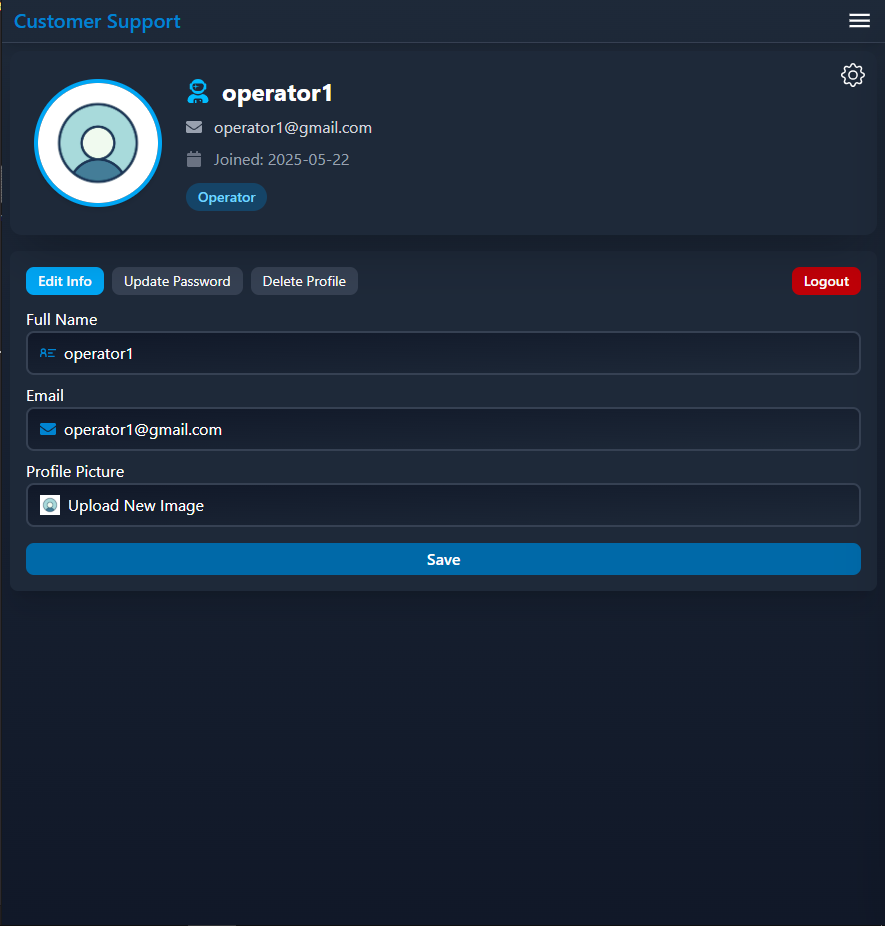 Customer Support
operator1
operator1@gmail.com
Joined: 2025-05-22
Operator
Edit Info Update Password Delete Profile Logout
Full Name
operator1
Email
operator1@gmail.com
Profile Picture
Upload New Image
Save